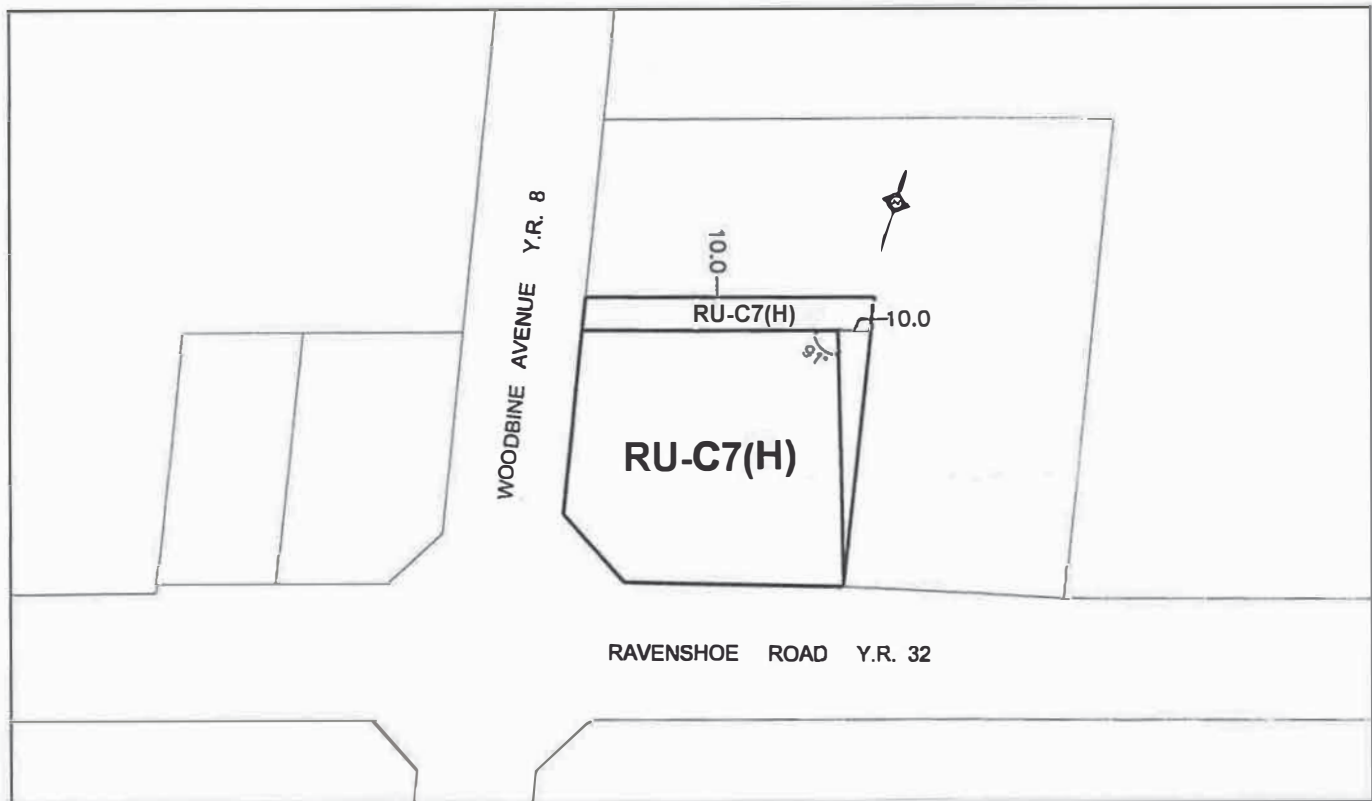 WOODBINE AVENUE Y.R. 8
10.0
RU-C7(H)
10.0
91°
RU-C7(H)
RAVENSHOE ROAD Y.R. 32